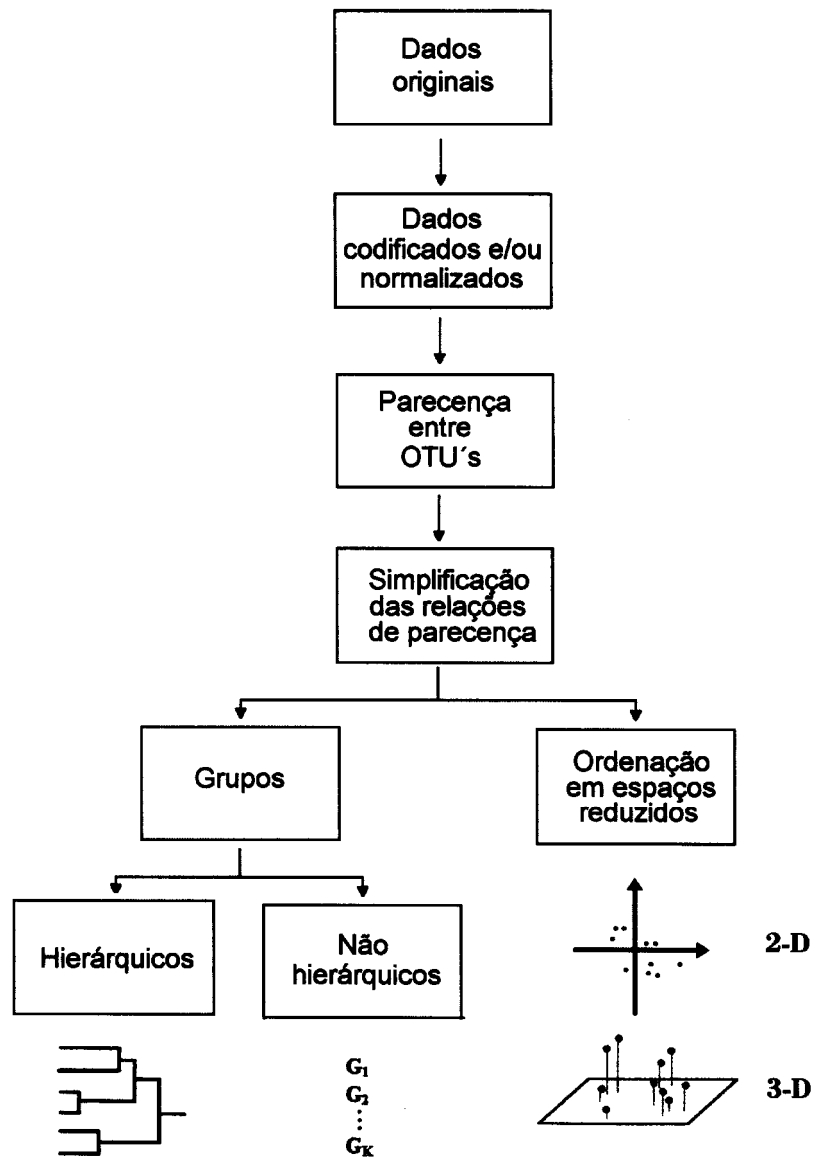 Dados
originais
Dados
codificados e/ou
normalizados
Parecença
entre
OTU´s
Simplificação
das relações
de parecença
Grupos
Ordenação
em espaços
reduzidos
Hierárquicos
Não
hierárquicos
2-D
G₁
G₂
⋮
G_K
3-D